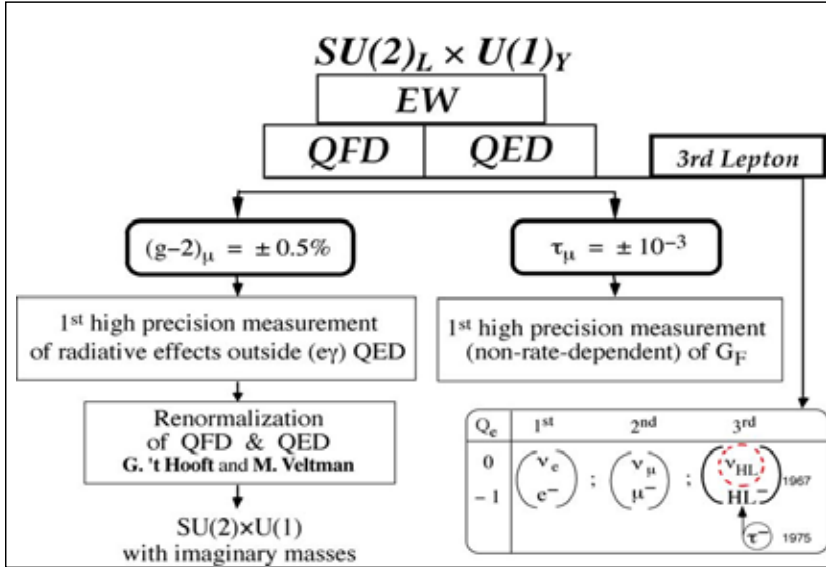 SU(2)L × U(1)Y
EW
QFD QED
3rd Lepton
(g–2)μ = ± 0.5%
τμ = ± 10⁻³
1st high precision measurement
of radiative effects outside (eγ) QED
1st high precision measurement
(non-rate-dependent) of GF
Renormalization
of QFD & QED
G. 't Hooft and M. Veltman
SU(2)×U(1)
with imaginary masses
Qe 1st 2nd 3rd
0 νe ; νμ ; νHL 1967
– 1 e⁻ μ⁻ HL⁻
τ⁻ 1975